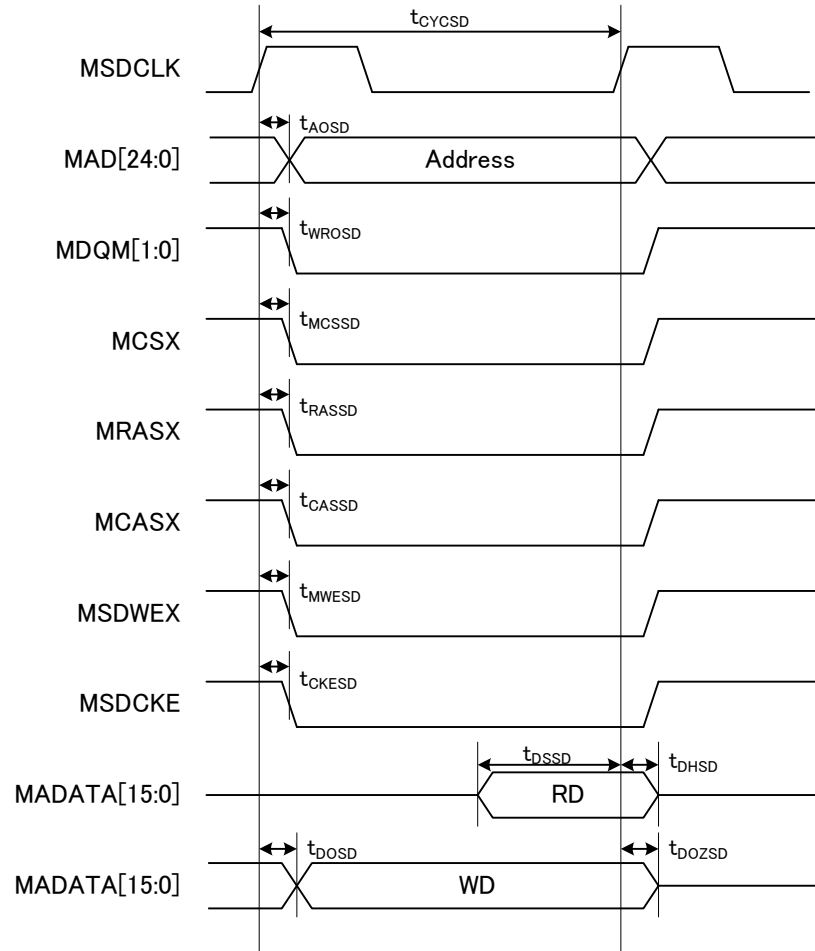 tCYCSD
MSDCLK
tAOSD
MAD[24:0]
Address
tWROSD
MDQM[1:0]
tMCSSD
MCSX
tRASSD
MRASX
tCASSD
MCASX
tMWESD
MSDWEX
tCKESD
MSDCKE
tDSSD
tDHSD
MADATA[15:0]
RD
tDOSD
tDOZSD
MADATA[15:0]
WD